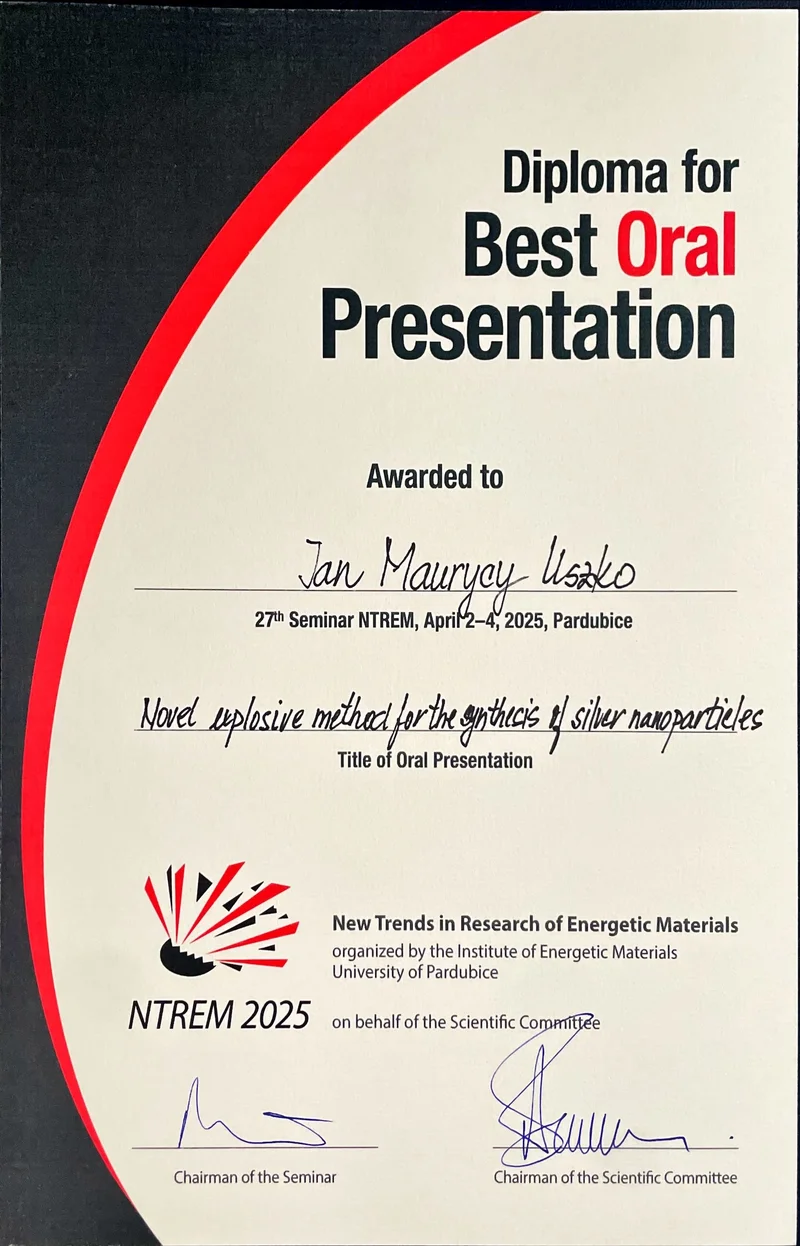 Diploma for
Best Oral
Presentation
Awarded to
Jan Maurycy Uszko
27th Seminar NTREM, April 2–4, 2025, Pardubice
Novel explosive method for the synthesis of silver nanoparticles
Title of Oral Presentation
New Trends in Research of Energetic Materials
organized by the Institute of Energetic Materials
University of Pardubice
NTREM 2025
on behalf of the Scientific Committee
Chairman of the Seminar
Chairman of the Scientific Committee